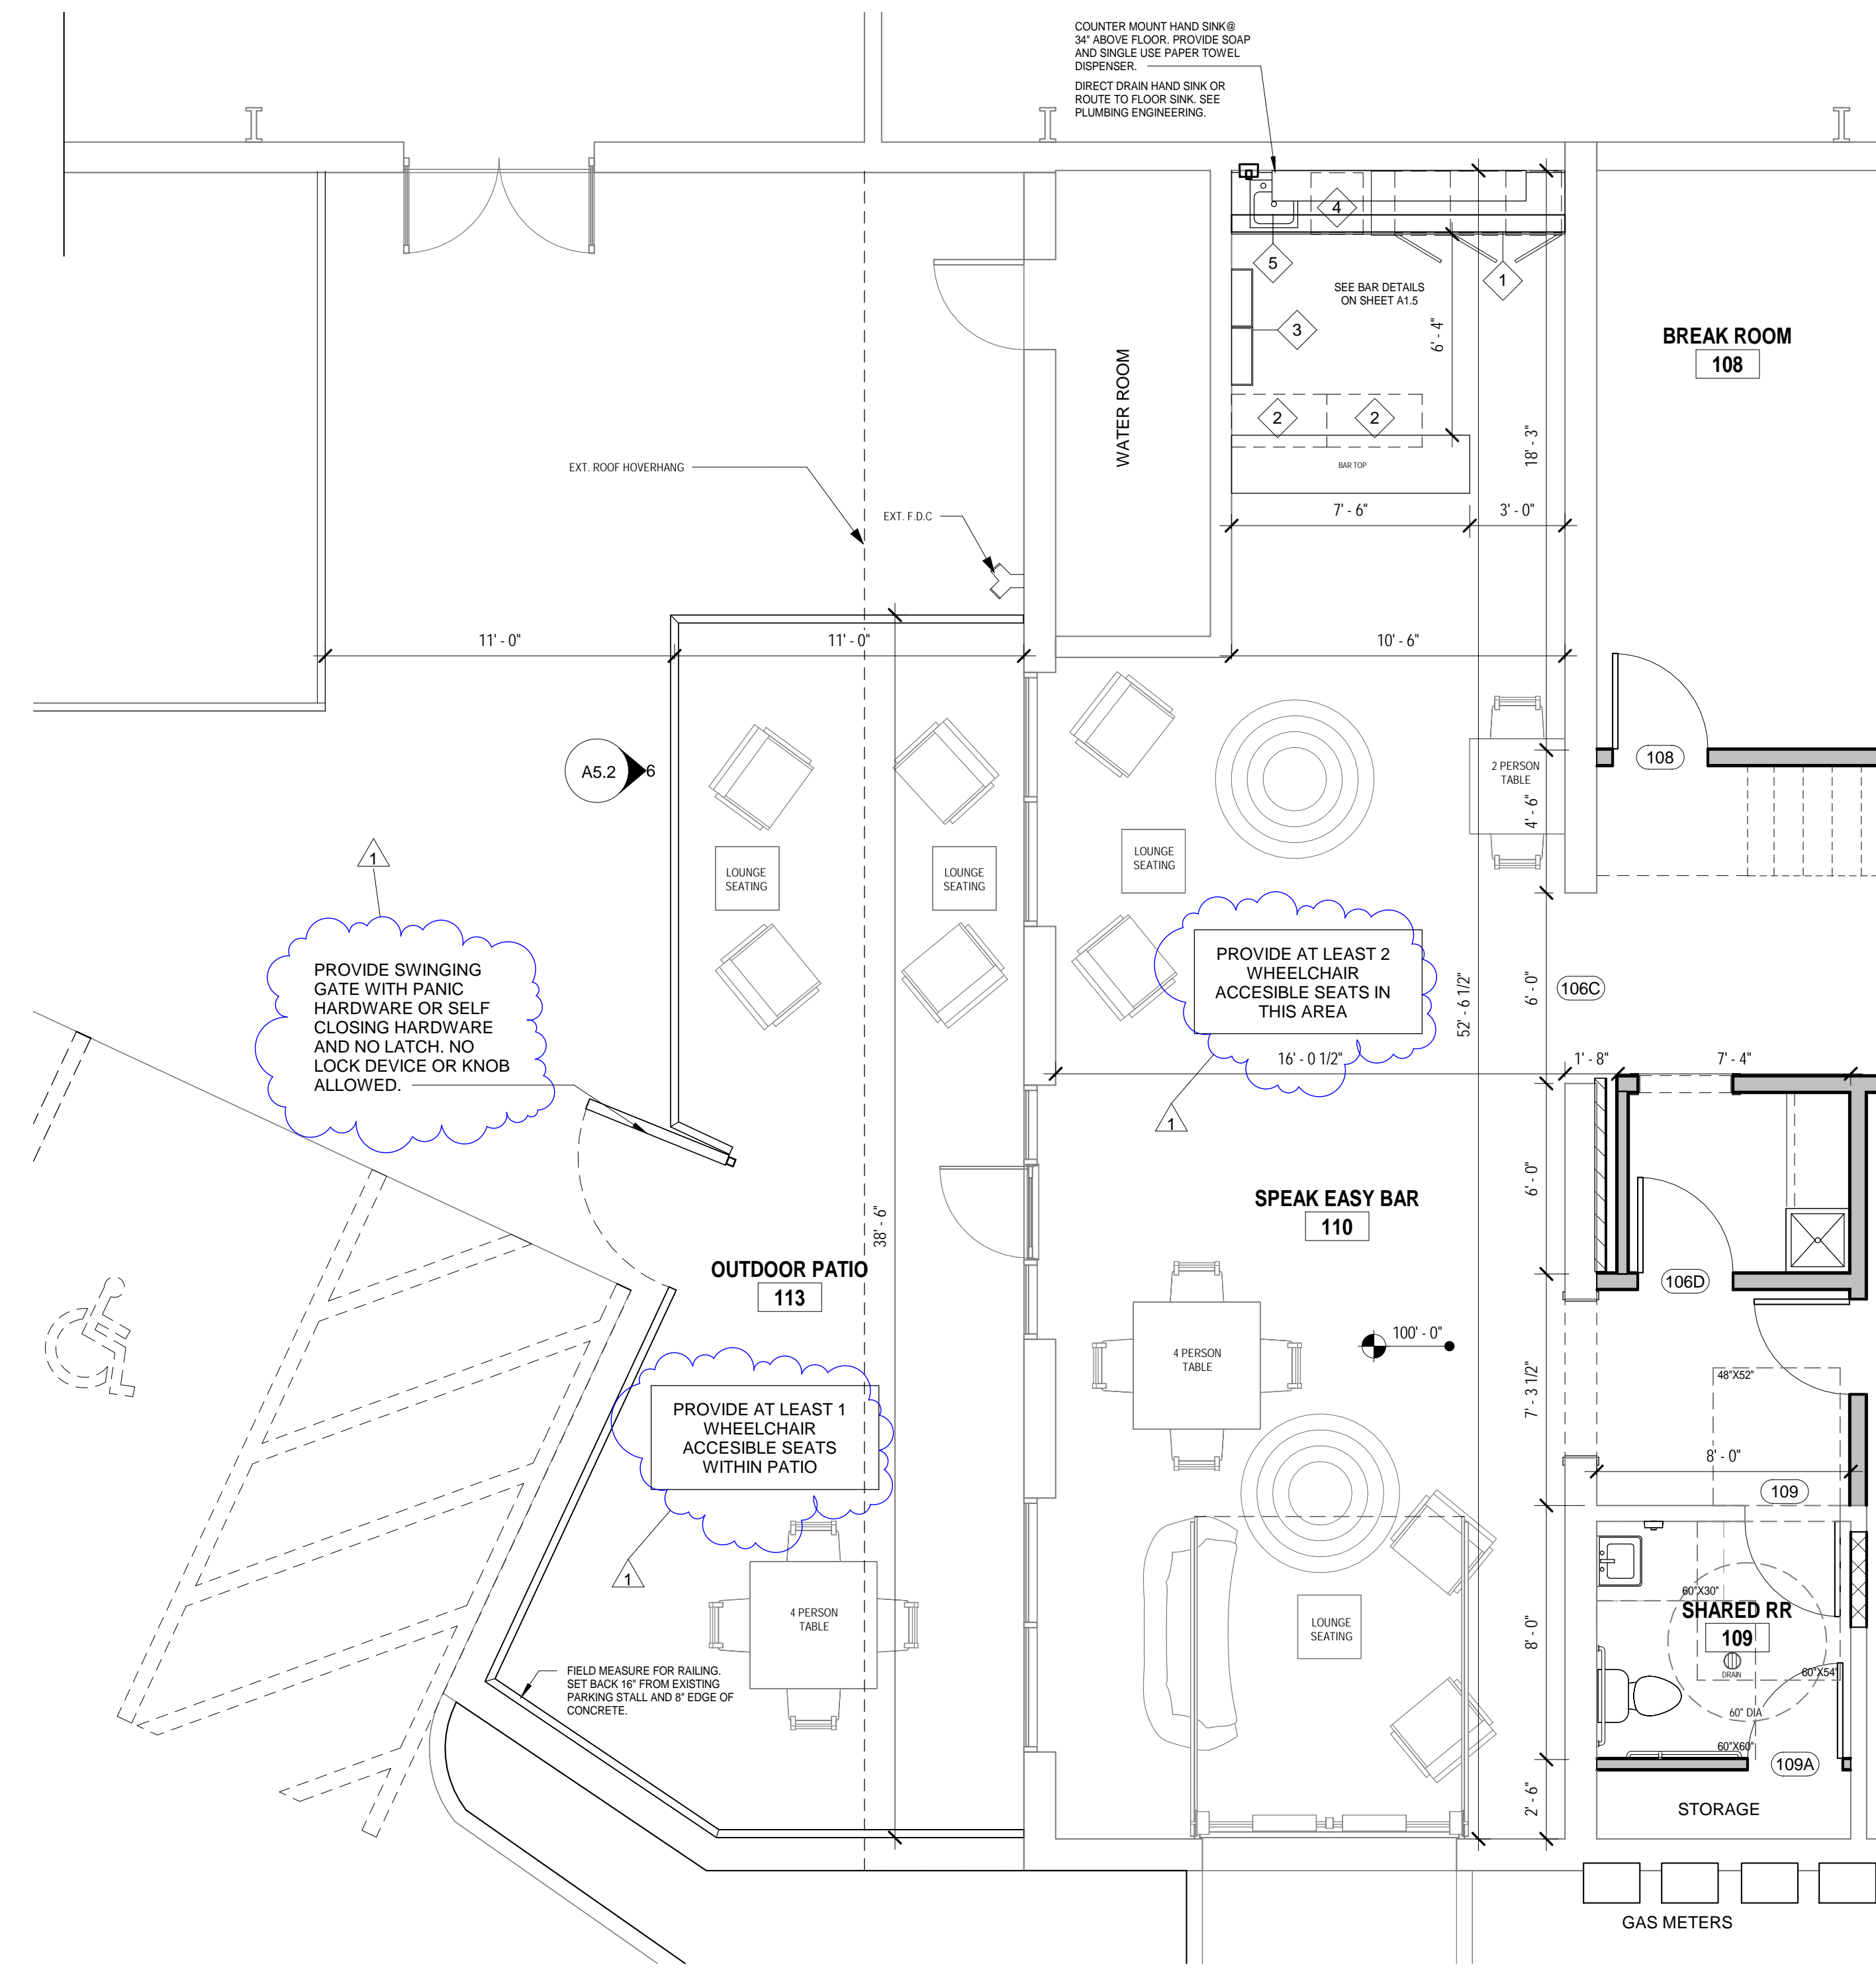 COUNTER MOUNT HAND SINK@
34" ABOVE FLOOR. PROVIDE SOAP
AND SINGLE USE PAPER TOWEL
DISPENSER.
DIRECT DRAIN HAND SINK OR
ROUTE TO FLOOR SINK. SEE
PLUMBING ENGINEERING.
4
5
1
SEE BAR DETAILS
ON SHEET A1.5
3
6' - 4"
BREAK ROOM
108
WATER ROOM
2
2
18' - 3"
BAR TOP
EXT. ROOF HOVERHANG
EXT. F.D.C
7' - 6"
3' - 0"
11' - 0"
11' - 0"
10' - 6"
A5.2
6
2 PERSON
TABLE
108
4' - 6"
1
LOUNGE
SEATING
LOUNGE
SEATING
LOUNGE
SEATING
PROVIDE SWINGING
GATE WITH PANIC
HARDWARE OR SELF
CLOSING HARDWARE
AND NO LATCH. NO
LOCK DEVICE OR KNOB
ALLOWED.
PROVIDE AT LEAST 2
WHEELCHAIR
ACCESIBLE SEATS IN
THIS AREA
52' - 6 1/2"
6' - 0"
106C
16' - 0 1/2"
1' - 8"
7' - 4"
1
6' - 0"
SPEAK EASY BAR
110
38' - 6"
OUTDOOR PATIO
113
106D
100' - 0"
4 PERSON
TABLE
48"X52"
7' - 3 1/2"
PROVIDE AT LEAST 1
WHEELCHAIR
ACCESIBLE SEATS
WITHIN PATIO
8' - 0"
109
1
60"X30"
SHARED RR
109
4 PERSON
TABLE
LOUNGE
SEATING
8' - 0"
DRAIN
60"X54"
FIELD MEASURE FOR RAILING.
SET BACK 16" FROM EXISTING
PARKING STALL AND 8" EDGE OF
CONCRETE.
60" DIA
60"X60"
109A
2' - 6"
STORAGE
GAS METERS